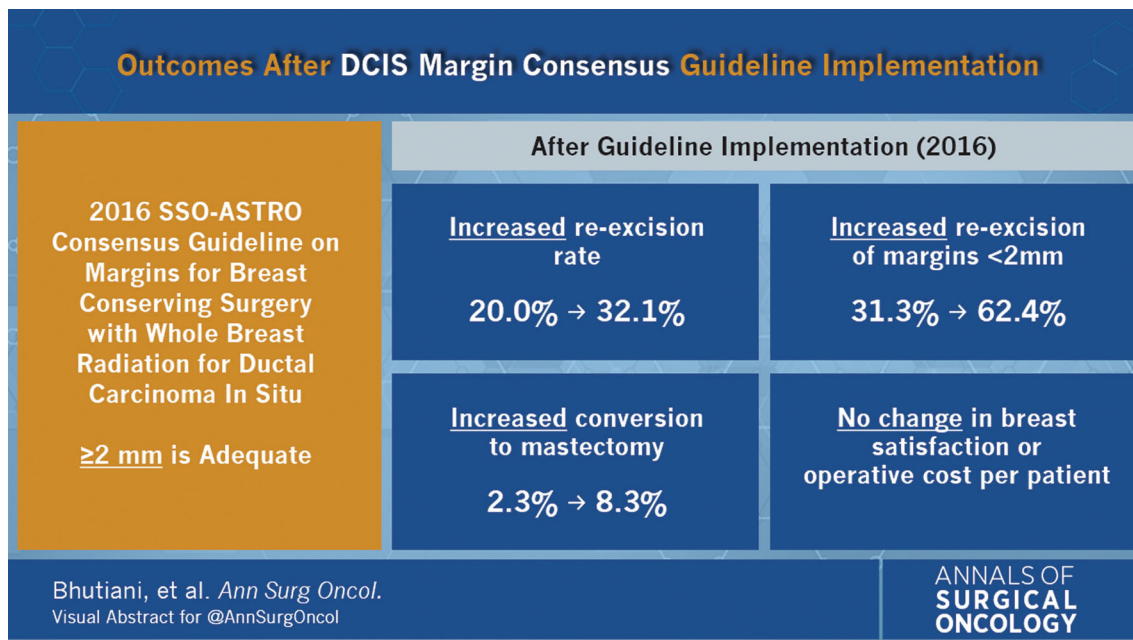 Outcomes After DCIS Margin Consensus Guideline Implementation
2016 SSO-ASTRO
Consensus Guideline on
Margins for Breast
Conserving Surgery
with Whole Breast
Radiation for Ductal
Carcinoma In Situ
≥2 mm is Adequate
After Guideline Implementation (2016)
Increased re-excision
rate
20.0% → 32.1%
Increased re-excision
of margins <2mm
31.3% → 62.4%
Increased conversion
to mastectomy
2.3% → 8.3%
No change in breast
satisfaction or
operative cost per patient
Bhutiani, et al. Ann Surg Oncol.
Visual Abstract for @AnnSurgOncol
ANNALS OF
SURGICAL
ONCOLOGY